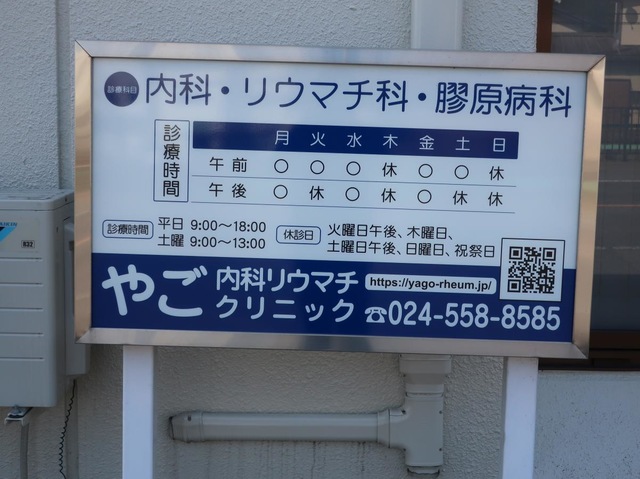 診療科目 内科・リウマチ科・膠原病科
診療時間 月 火 水 木 金 土 日
午前 ○ ○ ○ 休 ○ ○ 休
午後 ○ 休 ○ 休 ○ 休 休
診療時間 平日 9:00〜18:00
土曜 9:00〜13:00
休診日 火曜日午後、木曜日、
土曜日午後、日曜日、祝祭日
やご 内科リウマチ
クリニック
https://yago-rheum.jp/
☎024-558-8585